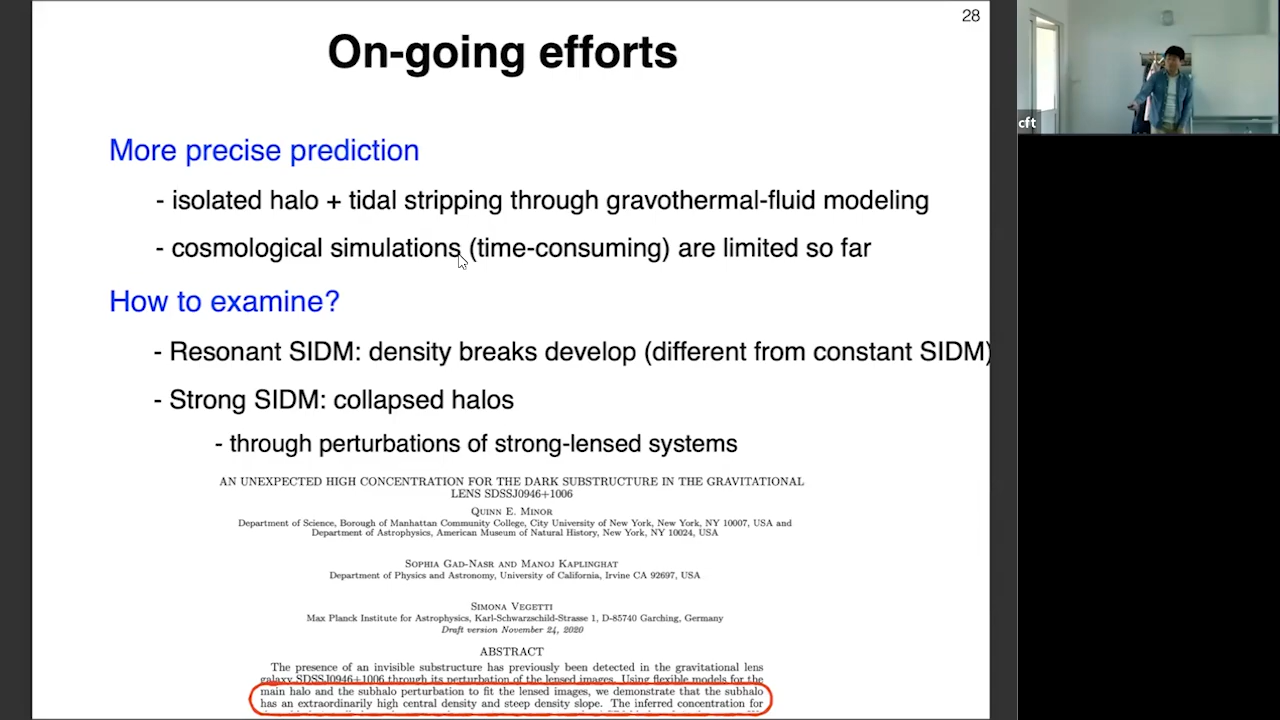 28
On-going efforts
More precise prediction
- isolated halo + tidal stripping through gravothermal-fluid modeling
- cosmological simulations (time-consuming) are limited so far
How to examine?
- Resonant SIDM: density breaks develop (different from constant SIDM)
- Strong SIDM: collapsed halos
- through perturbations of strong-lensed systems
AN UNEXPECTED HIGH CONCENTRATION FOR THE DARK SUBSTRUCTURE IN THE GRAVITATIONAL
LENS SDSSJ0946+1006
QUINN E. MINOR
Department of Science, Borough of Manhattan Community College, City University of New York, New York, NY 10007, USA and
Department of Astrophysics, American Museum of Natural History, New York, NY 10024, USA
SOPHIA GAD-NASR AND MANOJ KAPLINGHAT
Department of Physics and Astronomy, University of California, Irvine CA 92697, USA
SIMONA VEGETTI
Max Planck Institute for Astrophysics, Karl-Schwarzschild-Strasse 1, D-85740 Garching, Germany
Draft version November 24, 2020
ABSTRACT
The presence of an invisible substructure has previously been detected in the gravitational lens
galaxy SDSSJ0946+1006 through its perturbation of the lensed images. Using flexible models for the
main halo and the subhalo perturbation to fit the lensed images, we demonstrate that the subhalo
has an extraordinarily high central density and steep density slope. The inferred concentration for
cft